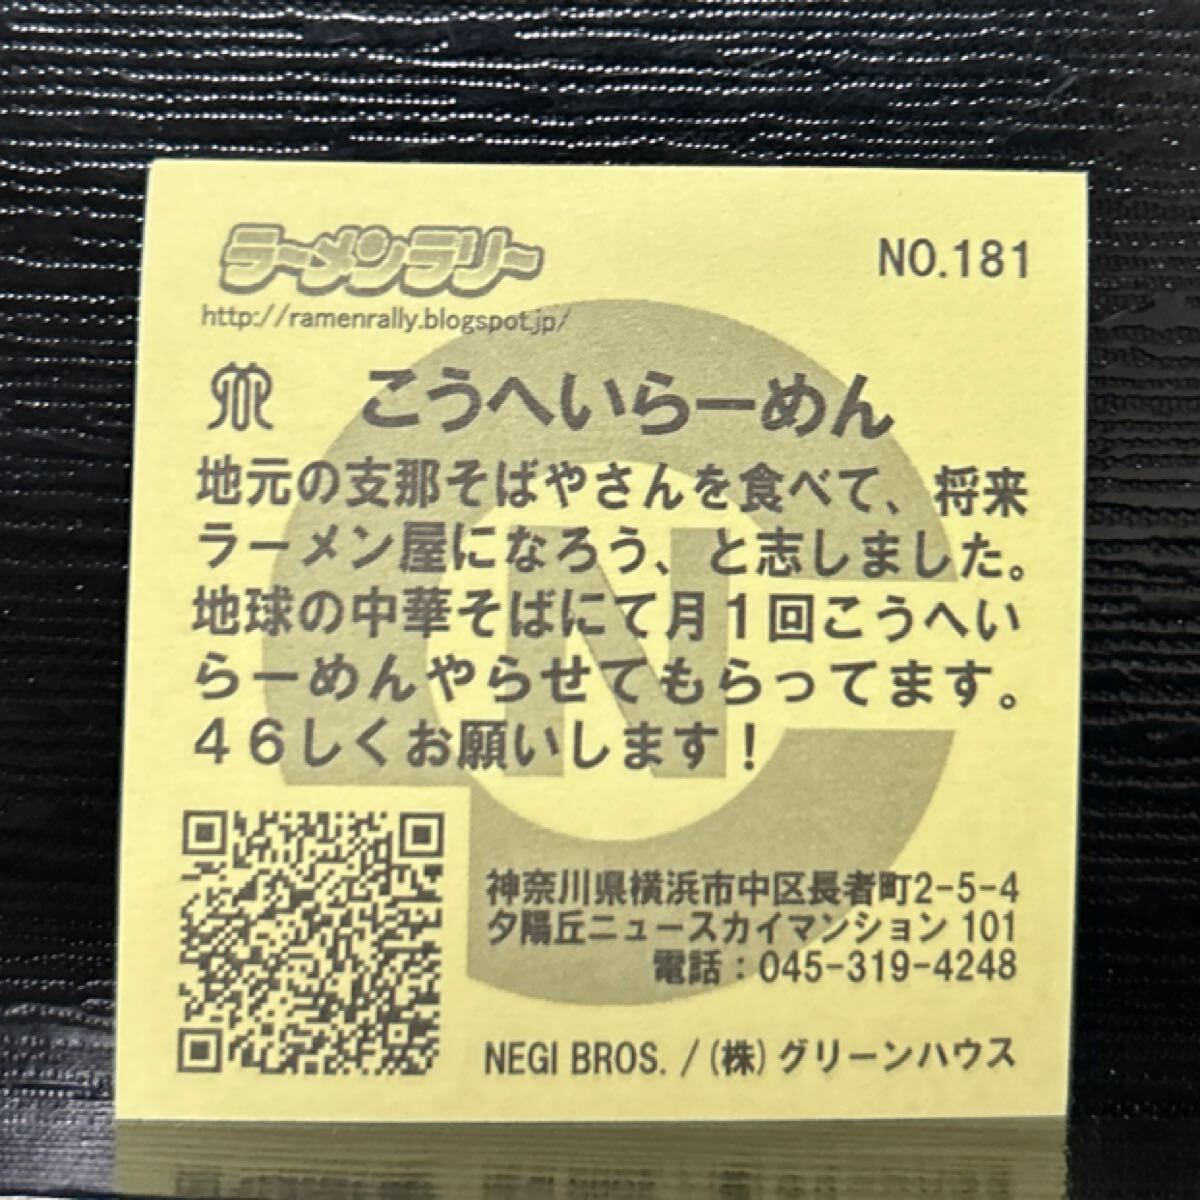 ラーメンラリー
NO.181
http://ramenrally.blogspot.jp/
こうへいらーめん
地元の支那そばやさんを食べて、将来
ラーメン屋になろう、と志しました。
地球の中華そばにて月1回こうへい
らーめんやらせてもらってます。
46しくお願いします！
神奈川県横浜市中区長者町2-5-4
夕陽丘ニュースカイマンション 101
電話：045-319-4248
NEGI BROS. / (株) グリーンハウス